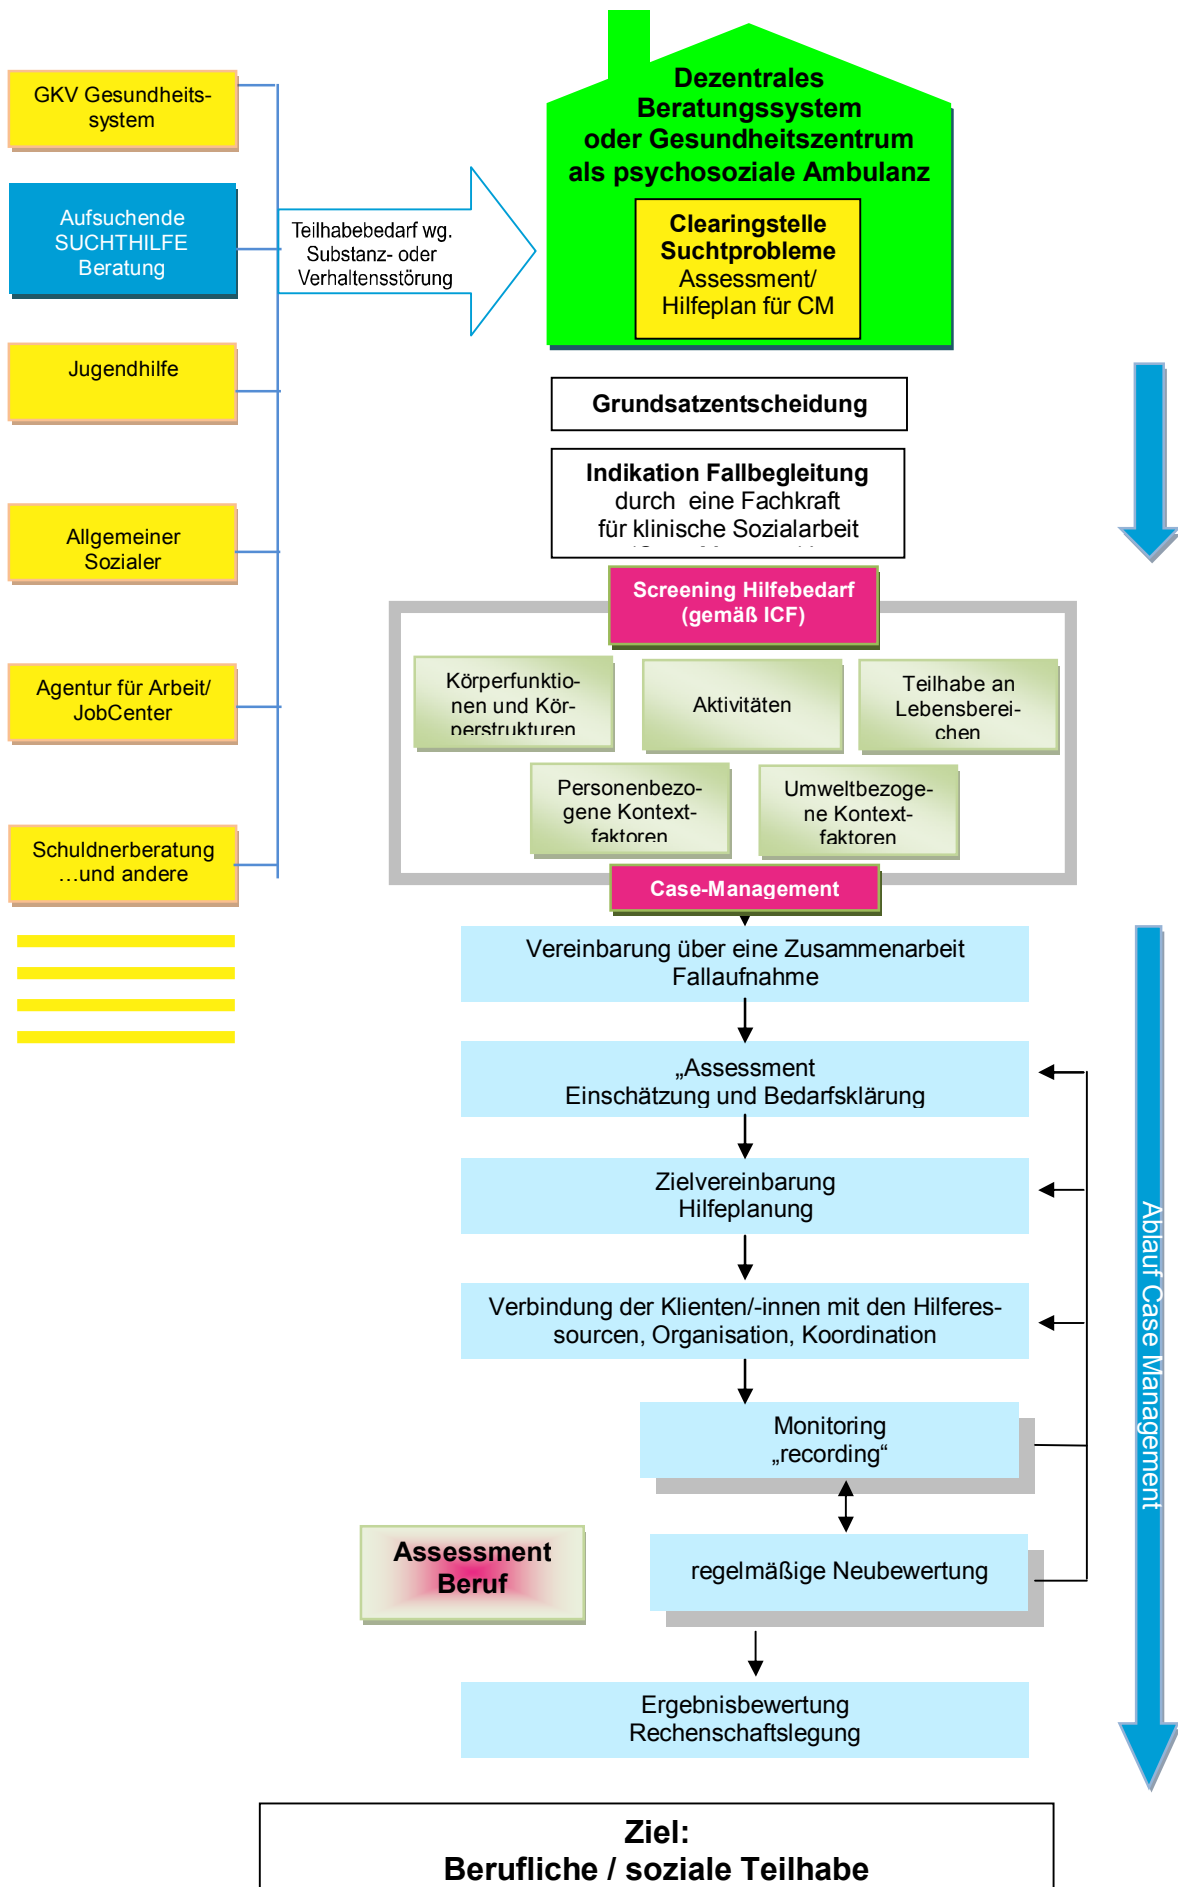 GKV Gesundheits-
system
Aufsuchende
SUCHTHILFE
Beratung
Jugendhilfe
Allgemeiner
Sozialer
Agentur für Arbeit/
JobCenter
Schuldnerberatung
…und andere
Teilhabebedarf wg.
Substanz- oder
Verhaltensstörung
Dezentrales
Beratungssystem
oder Gesundheitszentrum
als psychosoziale Ambulanz
Clearingstelle
Suchtprobleme
Assessment/
Hilfeplan für CM
Grundsatzentscheidung
Indikation Fallbegleitung
durch eine Fachkraft
für klinische Sozialarbeit
Screening Hilfebedarf
(gemäß ICF)
Körperfunktio-
nen und Kör-
perstrukturen
Aktivitäten
Teilhabe an
Lebensberei-
chen
Personenbezo-
gene Kontext-
faktoren
Umweltbezoge-
ne Kontext-
faktoren
Case-Management
Vereinbarung über eine Zusammenarbeit
Fallaufnahme
„Assessment
Einschätzung und Bedarfsklärung
Zielvereinbarung
Hilfeplanung
Verbindung der Klienten/-innen mit den Hilferes-
sourcen, Organisation, Koordination
Monitoring
„recording“
Assessment
Beruf
regelmäßige Neubewertung
Ergebnisbewertung
Rechenschaftslegung
Ablauf Case Management
Ziel:
Berufliche / soziale Teilhabe